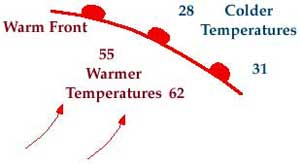 28 Colder
Temperatures
Warm Front
55
31
Warmer
Temperatures 62